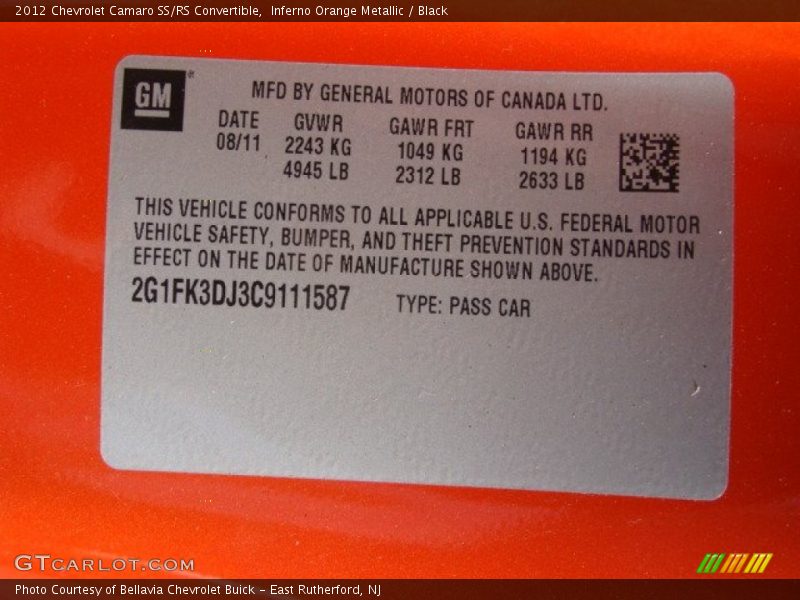 2012 Chevrolet Camaro SS/RS Convertible, Inferno Orange Metallic / Black
GM
MFD BY GENERAL MOTORS OF CANADA LTD.
DATE GVWR GAWR FRT GAWR RR
08/11 2243 KG 1049 KG 1194 KG
4945 LB 2312 LB 2633 LB
THIS VEHICLE CONFORMS TO ALL APPLICABLE U.S. FEDERAL MOTOR
VEHICLE SAFETY, BUMPER, AND THEFT PREVENTION STANDARDS IN
EFFECT ON THE DATE OF MANUFACTURE SHOWN ABOVE.
2G1FK3DJ3C9111587 TYPE: PASS CAR
GTCARLOT.COM
Photo Courtesy of Bellavia Chevrolet Buick - East Rutherford, NJ